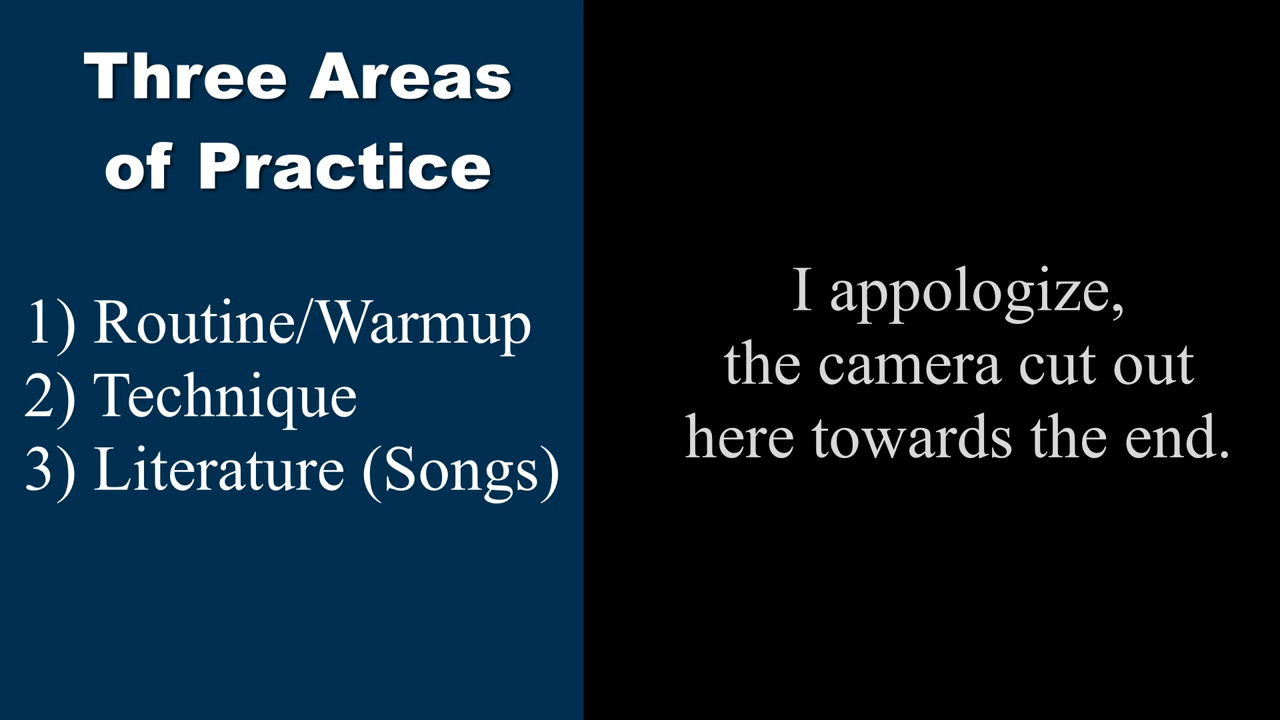 Three Areas
of Practice
1) Routine/Warmup
2) Technique
3) Literature (Songs)
I appologize,
the camera cut out
here towards the end.